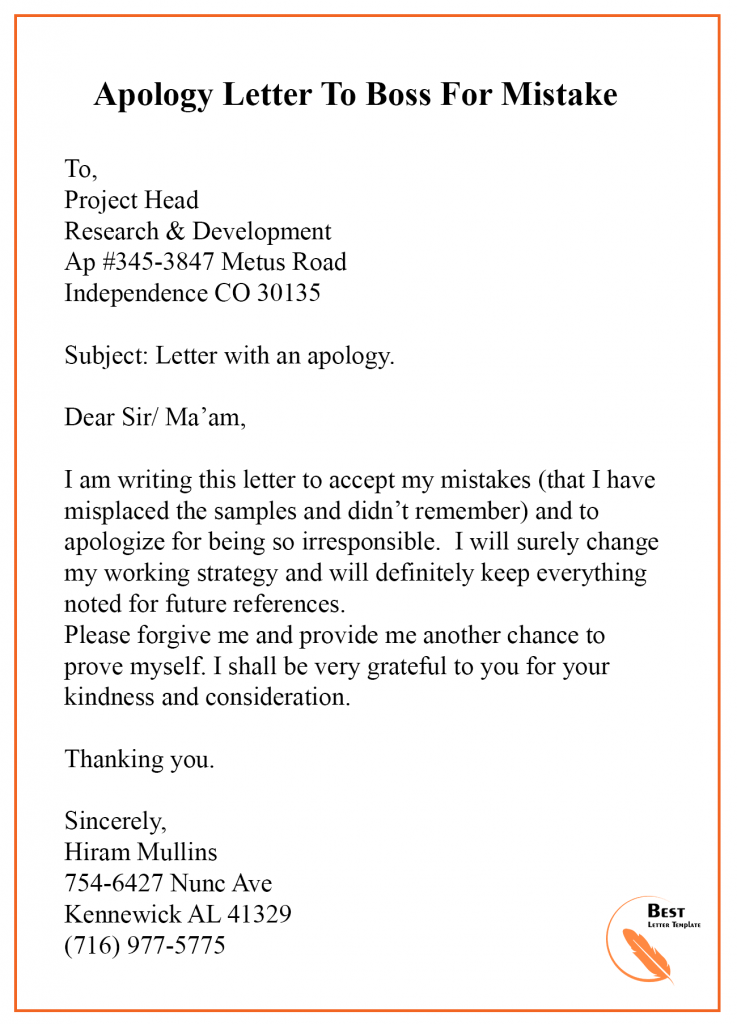 Apology Letter To Boss For Mistake
To,
Project Head
Research & Development
Ap #345-3847 Metus Road
Independence CO 30135
Subject: Letter with an apology.
Dear Sir/ Ma’am,
I am writing this letter to accept my mistakes (that I have
misplaced the samples and didn’t remember) and to
apologize for being so irresponsible.  I will surely change
my working strategy and will definitely keep everything
noted for future references.
Please forgive me and provide me another chance to
prove myself. I shall be very grateful to you for your
kindness and consideration.
Thanking you.
Sincerely,
Hiram Mullins
754-6427 Nunc Ave
Kennewick AL 41329
(716) 977-5775
Best
Letter Template